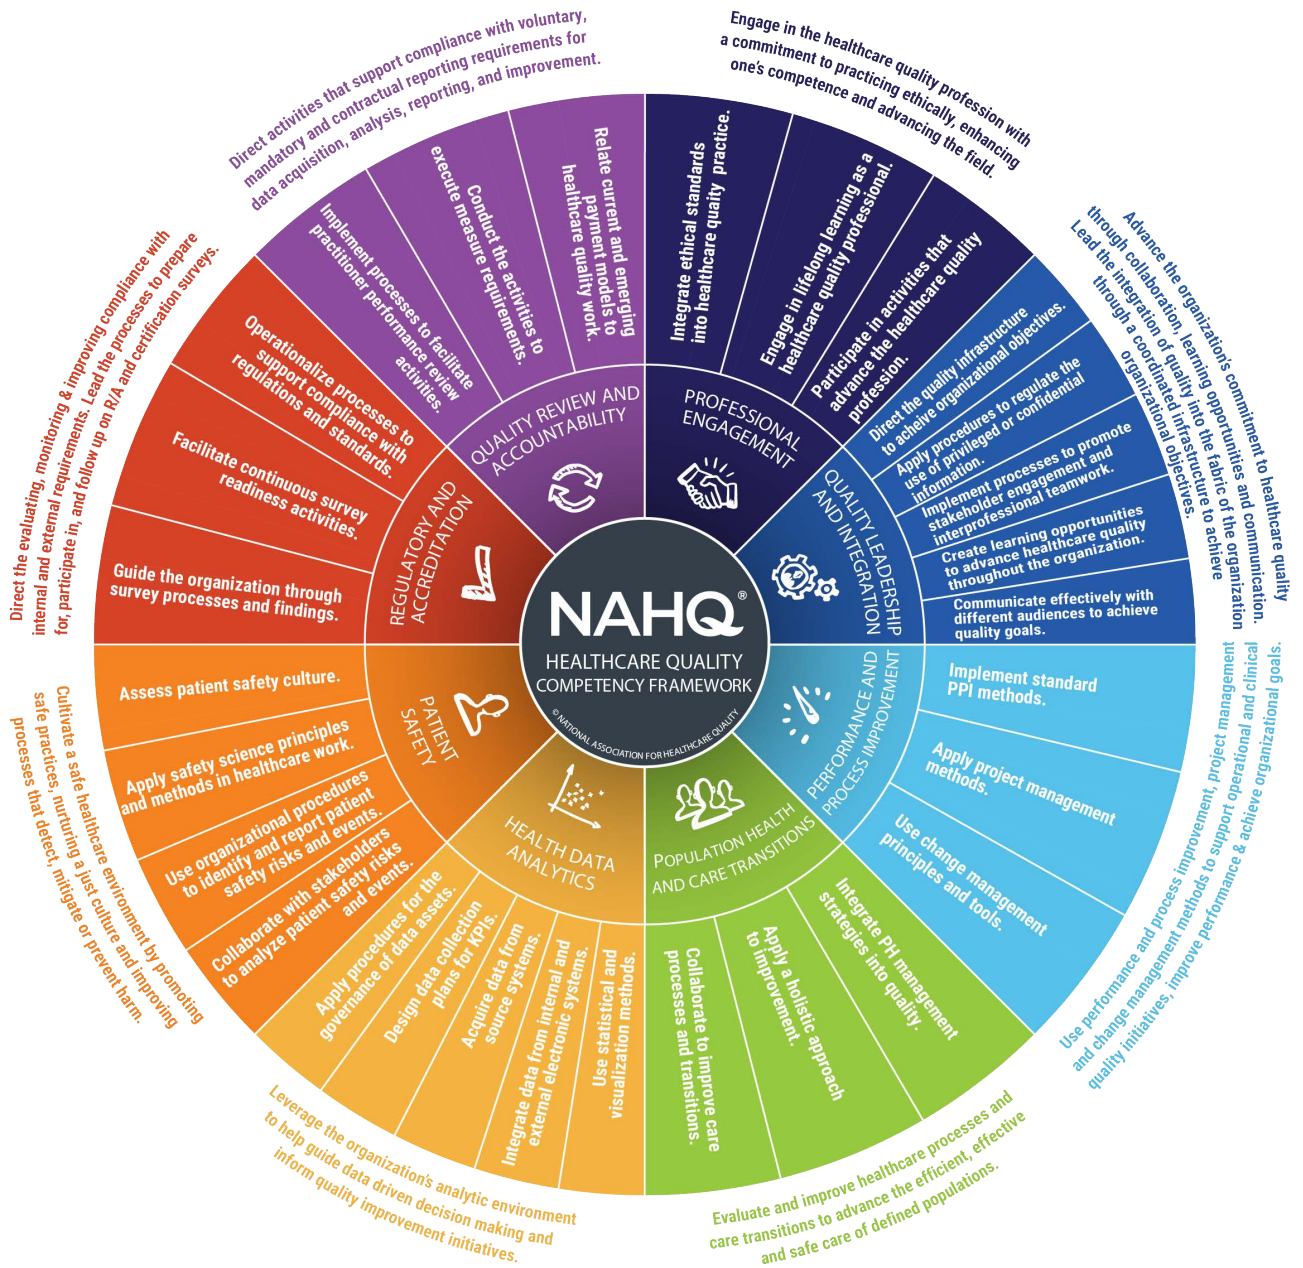 NAHQ®
HEALTHCARE QUALITY
COMPETENCY FRAMEWORK
© NATIONAL ASSOCIATION FOR HEALTHCARE QUALITY
PROFESSIONAL
ENGAGEMENT
Engage in the healthcare quality profession with
a commitment to practicing ethically, enhancing
one's competence and advancing the field.
Integrate ethical standards
into healthcare quaity practice.
Engage in lifelong learning as a
healthcare quality professional.
Participate in activities that
advance the healthcare quality
profession.
QUALITY LEADERSHIP
AND INTEGRATION
Advance the organization's commitment to healthcare quality
through collaboration, learning opportunities and communication.
Lead the integration of quality into the fabric of the organization
through a coordinated infrastructure to achieve
organizational objectives.
Direct the quality infrastructure
to acheive organizational objectives.
Apply procedures to regulate the
use of privileged or confidential
information.
Implement processes to promote
stakeholder engagement and
interprofessional teamwork.
Create learning opportunities
to advance healthcare quality
throughout the organization.
Communicate effectively with
different audiences to achieve
quality goals.
PERFORMANCE AND
PROCESS IMPROVEMENT
Use performance and process improvement, project management
and change management methods to support operational and clinical
quality initiatives, improve performance & achieve organizational goals.
Implement standard
PPI methods.
Apply project management
methods.
Use change management
principles and tools.
POPULATION HEALTH
AND CARE TRANSITIONS
Evaluate and improve healthcare processes and
care transitions to advance the efficient, effective
and safe care of defined populations.
Integrate PH management
strategies into quality.
Apply a holistic approach
to improvement.
Collaborate to improve care
processes and transitions.
HEALTH DATA
ANALYTICS
Leverage the organization's analytic environment
to help guide data driven decision making and
inform quality improvement initiatives.
Use statistical and
visualization methods.
Integrate data from internal and
external electronic systems.
Acquire data from
source systems.
Design data collection
plans for KPIs.
Apply procedures for the
governance of data assets.
PATIENT
SAFETY
Cultivate a safe healthcare environment by promoting
safe practices, nurturing a just culture and improving
processes that detect, mitigate or prevent harm.
Collaborate with stakeholders
to analyze patient safety risks
and events.
Use organizational procedures
to identify and report patient
safety risks and events.
Apply safety science principles
and methods in healthcare work.
Assess patient safety culture.
REGULATORY AND
ACCREDITATION
Direct the evaluating, monitoring & improving compliance with
internal and external requirements. Lead the processes to prepare
for, participate in, and follow up on R/A and certification surveys.
Guide the organization through
survey processes and findings.
Facilitate continuous survey
readiness activities.
Operationalize processes to
support compliance with
regulations and standards.
QUALITY REVIEW AND
ACCOUNTABILITY
Direct activities that support compliance with voluntary,
mandatory and contractual reporting requirements for
data acquisition, analysis, reporting, and improvement.
Implement processes to facilitate
practitioner performance review
activities.
Conduct the activities to
execute measure requirements.
Relate current and emerging
payment models to
healthcare quality work.